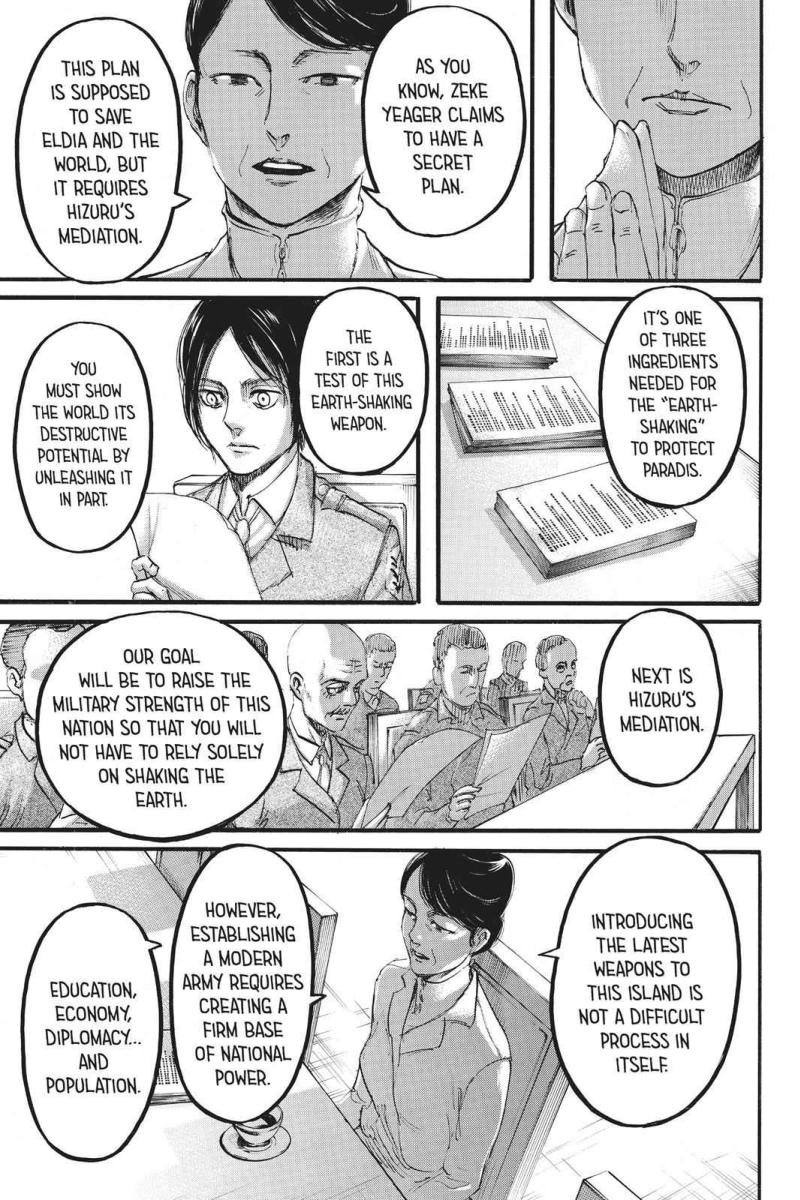 AS YOU
KNOW, ZEKE
YEAGER CLAIMS
TO HAVE A
SECRET
PLAN.
THIS PLAN
IS SUPPOSED
TO SAVE
ELDIA AND THE
WORLD, BUT
IT REQUIRES
HIZURU'S
MEDIATION.
IT'S ONE
OF THREE
INGREDIENTS
NEEDED FOR
THE "EARTH-
SHAKING"
TO PROTECT
PARADIS.
THE
FIRST IS A
TEST OF THIS
EARTH-SHAKING
WEAPON.
YOU
MUST SHOW
THE WORLD ITS
DESTRUCTIVE
POTENTIAL BY
UNLEASHING IT
IN PART.
NEXT IS
HIZURU'S
MEDIATION.
OUR GOAL
WILL BE TO RAISE THE
MILITARY STRENGTH OF THIS
NATION SO THAT YOU WILL
NOT HAVE TO RELY SOLELY
ON SHAKING THE
EARTH.
INTRODUCING
THE LATEST
WEAPONS TO
THIS ISLAND IS
NOT A DIFFICULT
PROCESS IN
ITSELF.
HOWEVER,
ESTABLISHING
A MODERN
ARMY REQUIRES
CREATING A
FIRM BASE
OF NATIONAL
POWER.
EDUCATION,
ECONOMY,
DIPLOMACY...
AND
POPULATION.